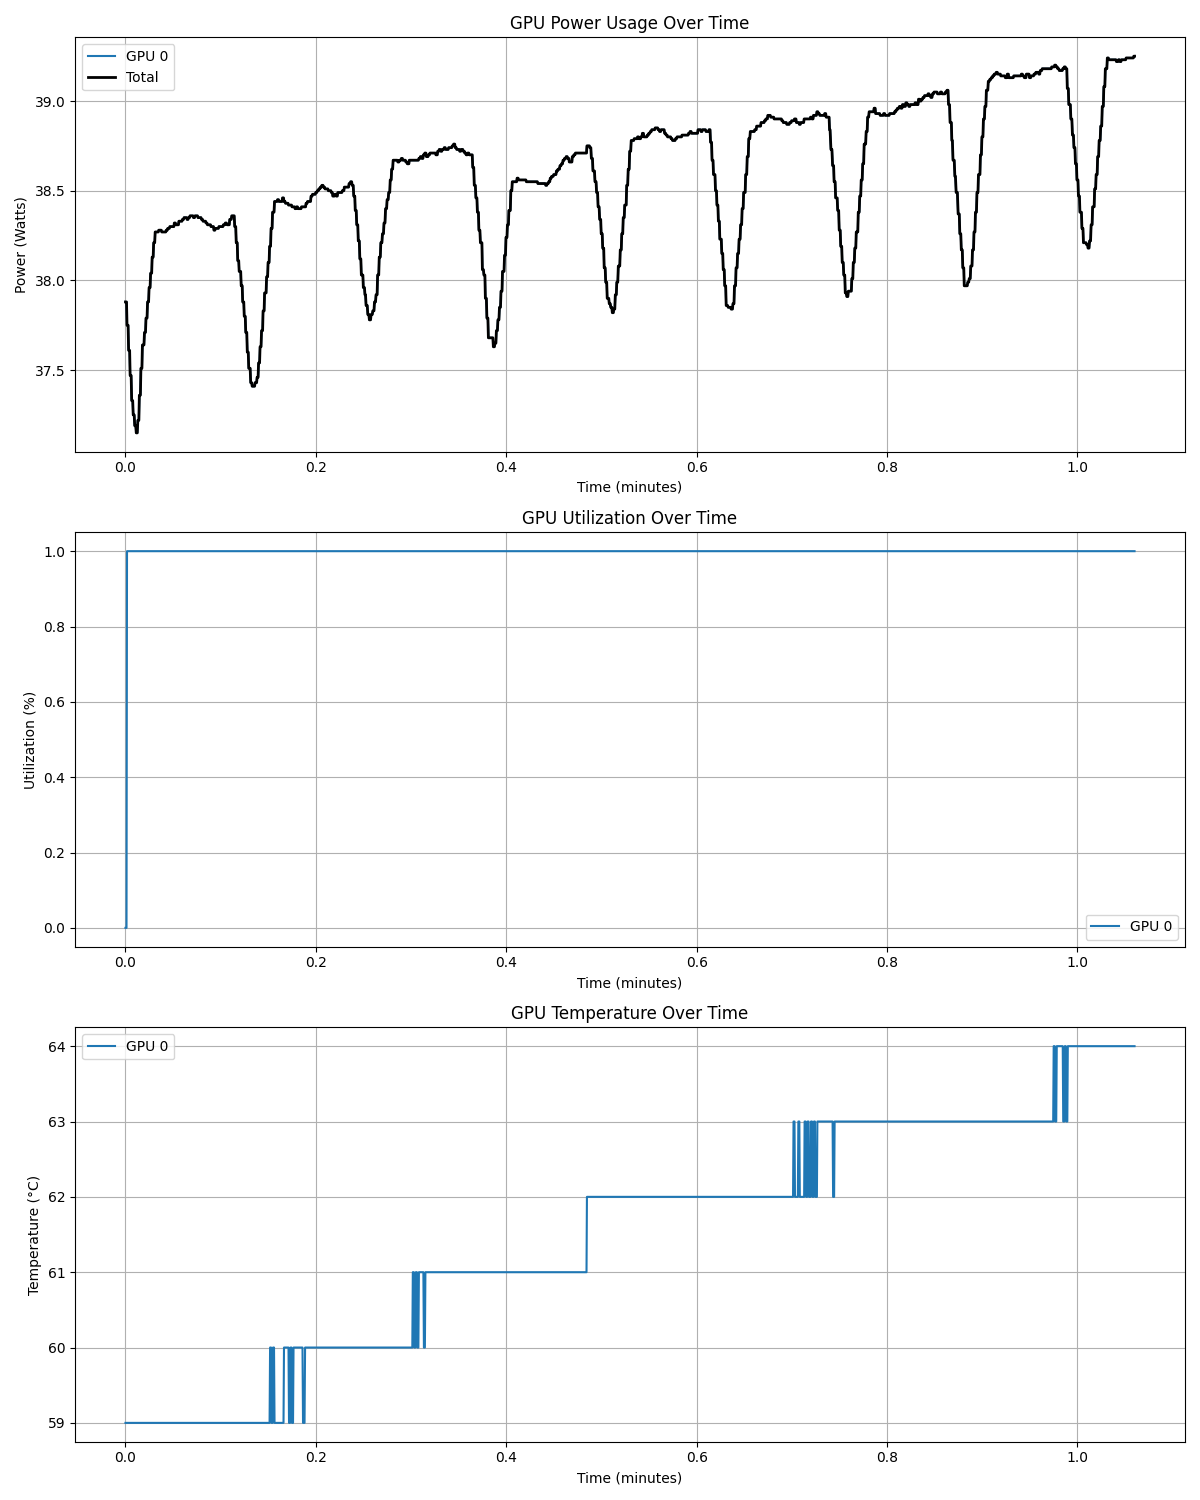 GPU Power Usage Over Time
GPU 0
Total
39.0
38.5
38.0
37.5
Power (Watts)
0.0 0.2 0.4 0.6 0.8 1.0
Time (minutes)
GPU Utilization Over Time
1.0
0.8
0.6
0.4
0.2
0.0
Utilization (%)
GPU 0
0.0 0.2 0.4 0.6 0.8 1.0
Time (minutes)
GPU Temperature Over Time
GPU 0
64
63
62
61
60
59
Temperature (°C)
0.0 0.2 0.4 0.6 0.8 1.0
Time (minutes)